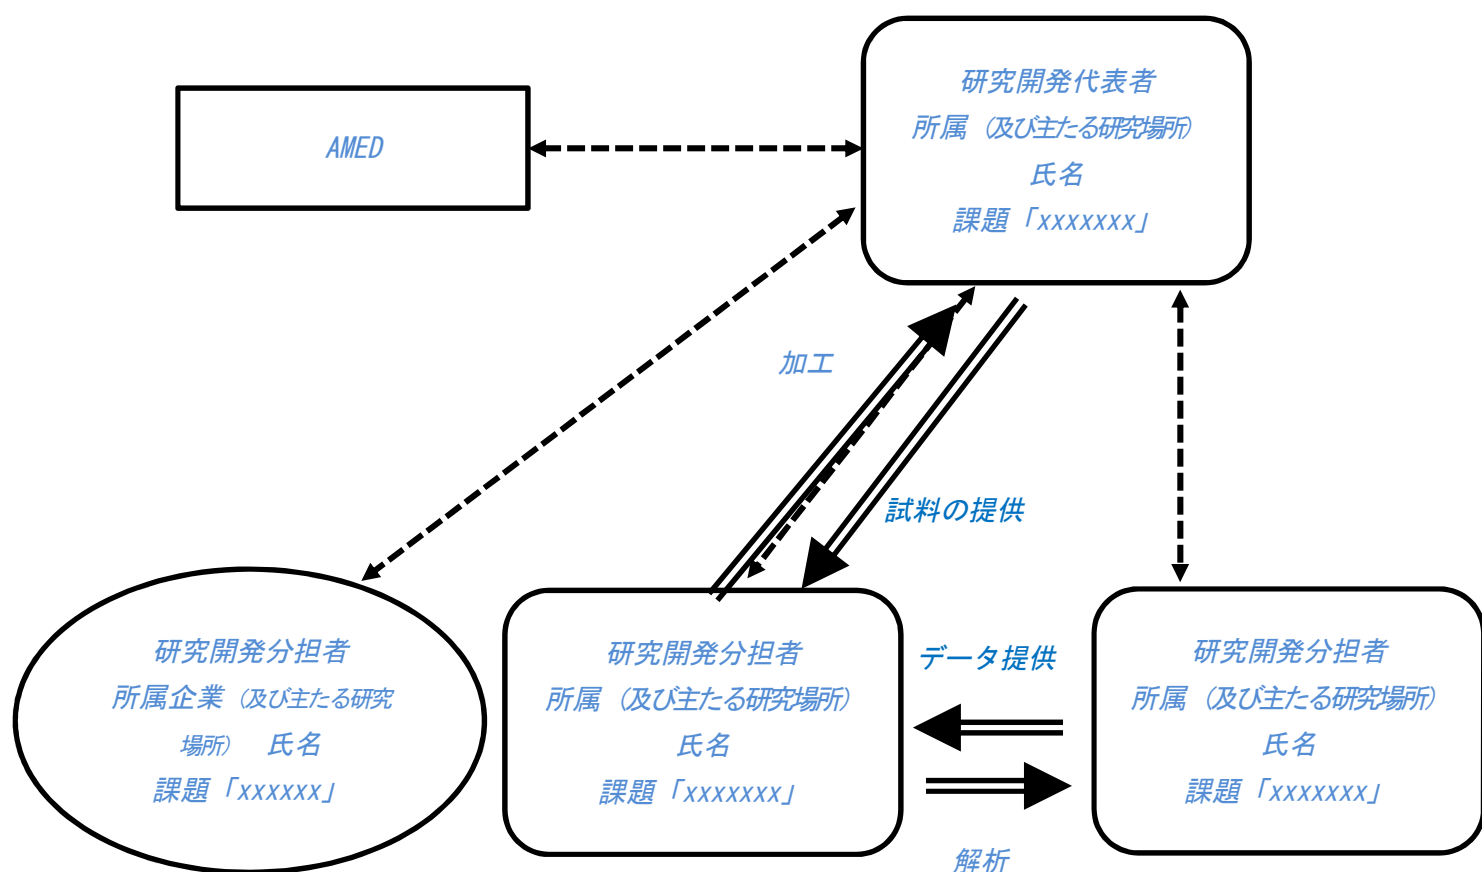 研究開発代表者
所属（及び主たる研究場所）
氏名
課題「xxxxxxx」
AMED
加工
試料の提供
研究開発分担者
所属企業（及び主たる研究
場所）　氏名
課題「xxxxxx」
研究開発分担者
所属（及び主たる研究場所）
氏名
課題「xxxxxxx」
データ提供
解析
研究開発分担者
所属（及び主たる研究場所）
氏名
課題「xxxxxxx」